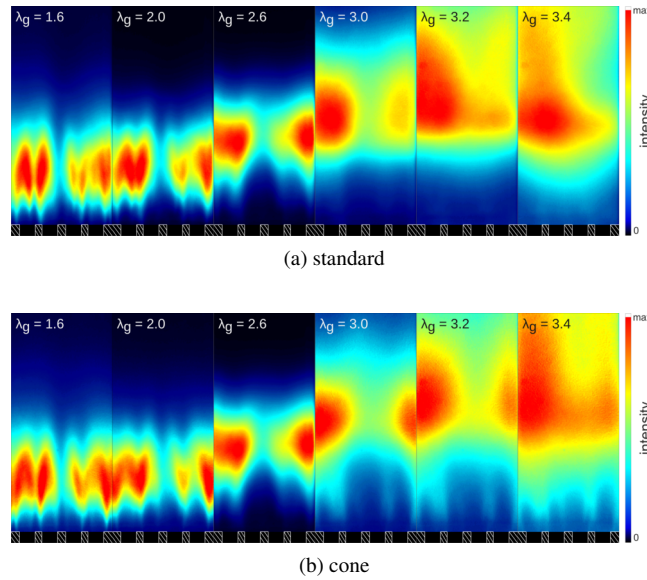 λg = 1.6 λg = 2.0 λg = 2.6 λg = 3.0 λg = 3.2 λg = 3.4
max
intensity
0
(a) standard
λg = 1.6 λg = 2.0 λg = 2.6 λg = 3.0 λg = 3.2 λg = 3.4
max
intensity
0
(b) cone